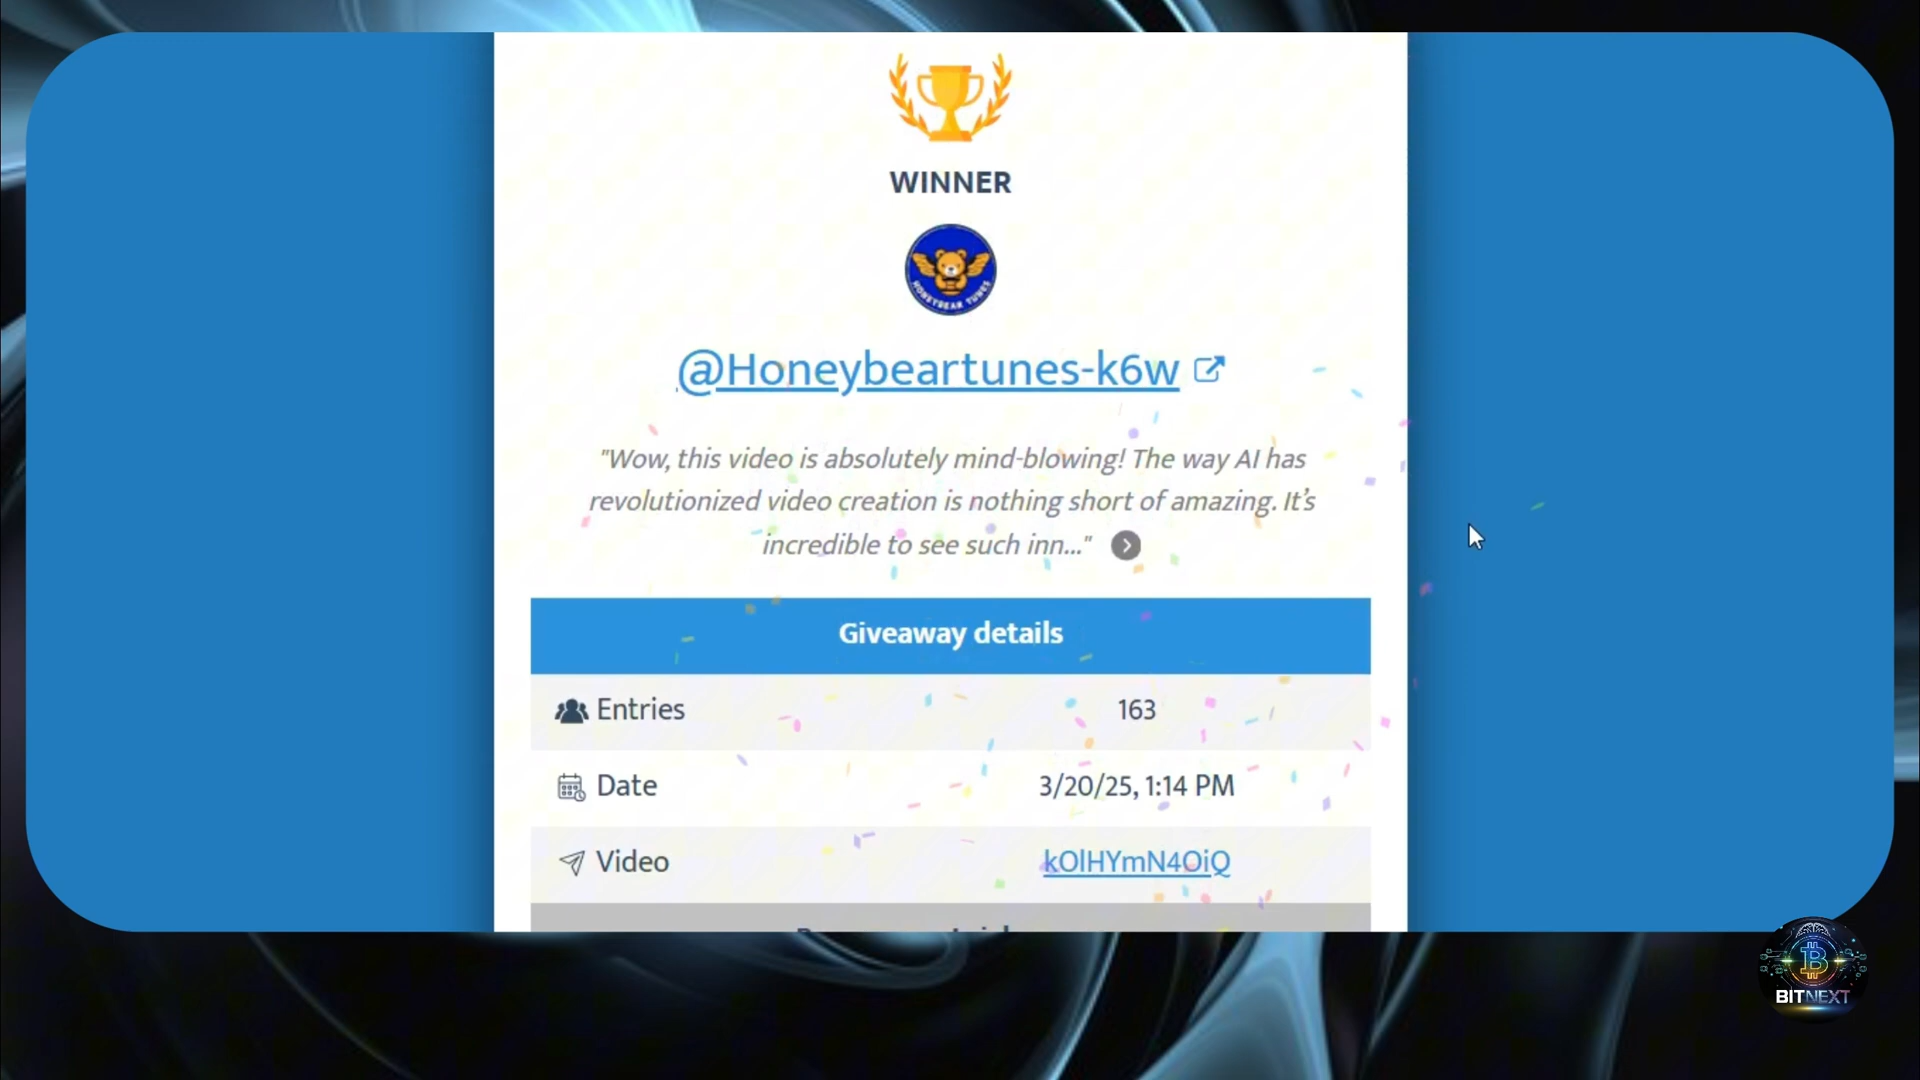 WINNER
HONEYBEAR TUNES
@Honeybeartunes-k6w
"Wow, this video is absolutely mind-blowing! The way AI has
revolutionized video creation is nothing short of amazing. It’s
incredible to see such inn..."
Giveaway details
Entries 163
Date 3/20/25, 1:14 PM
Video kOlHYmN4OiQ
BITNEXT